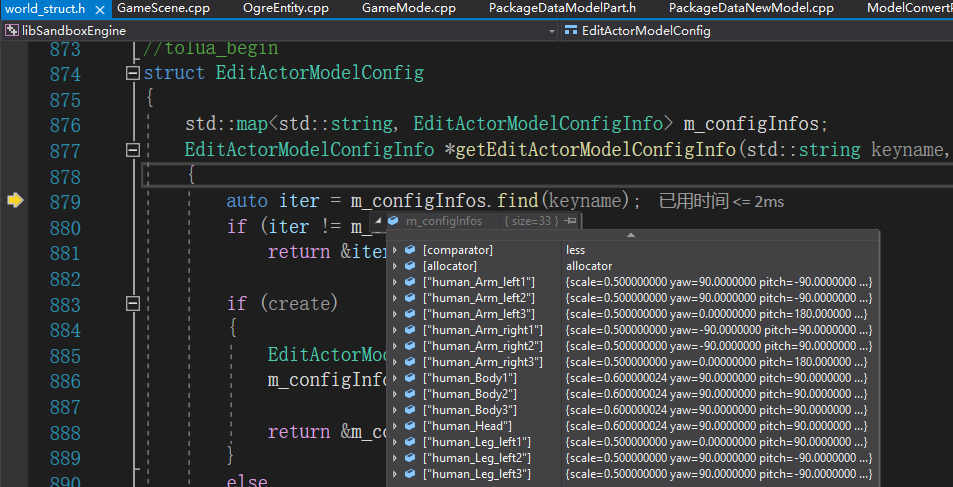 world_struct.h GameScene.cpp OgreEntity.cpp GameMode.cpp PackageDataModelPart.h PackageDataNewModel.cpp ModelConvertF
libSandboxEngine EditActorModelConfig
873 //tolua_begin
874 struct EditActorModelConfig
875 {
876 std::map<std::string, EditActorModelConfigInfo> m_configInfos;
877 EditActorModelConfigInfo *getEditActorModelConfigInfo(std::string keyname,
878 {
879 auto iter = m_configInfos.find(keyname); 已用时间 <= 2ms
m_configInfos { size=33 }
880 if (iter != m_
881 return &iter
882
883 if (create)
884 {
885 EditActorMo
886 m_configInf
887
888 return &m_co
889 }
890 else
[comparator] less
[allocator] allocator
["human_Arm_left1"] {scale=0.500000000 yaw=90.0000000 pitch=-90.0000000 ...}
["human_Arm_left2"] {scale=0.500000000 yaw=90.0000000 pitch=-90.0000000 ...}
["human_Arm_left3"] {scale=0.500000000 yaw=0.00000000 pitch=180.000000 ...}
["human_Arm_right1"] {scale=0.500000000 yaw=-90.0000000 pitch=90.0000000 ...}
["human_Arm_right2"] {scale=0.500000000 yaw=-90.0000000 pitch=90.0000000 ...}
["human_Arm_right3"] {scale=0.500000000 yaw=0.00000000 pitch=180.000000 ...}
["human_Body1"] {scale=0.600000024 yaw=90.0000000 pitch=90.0000000 ...}
["human_Body2"] {scale=0.600000024 yaw=90.0000000 pitch=90.0000000 ...}
["human_Body3"] {scale=0.600000024 yaw=90.0000000 pitch=90.0000000 ...}
["human_Head"] {scale=0.600000024 yaw=90.0000000 pitch=90.0000000 ...}
["human_Leg_left1"] {scale=0.500000000 yaw=0.00000000 pitch=90.0000000 ...}
["human_Leg_left2"] {scale=0.500000000 yaw=90.0000000 pitch=-90.0000000 ...}
["human_Leg_left3"] {scale=0.500000000 yaw=90.0000000 pitch=-90.0000000 ...}